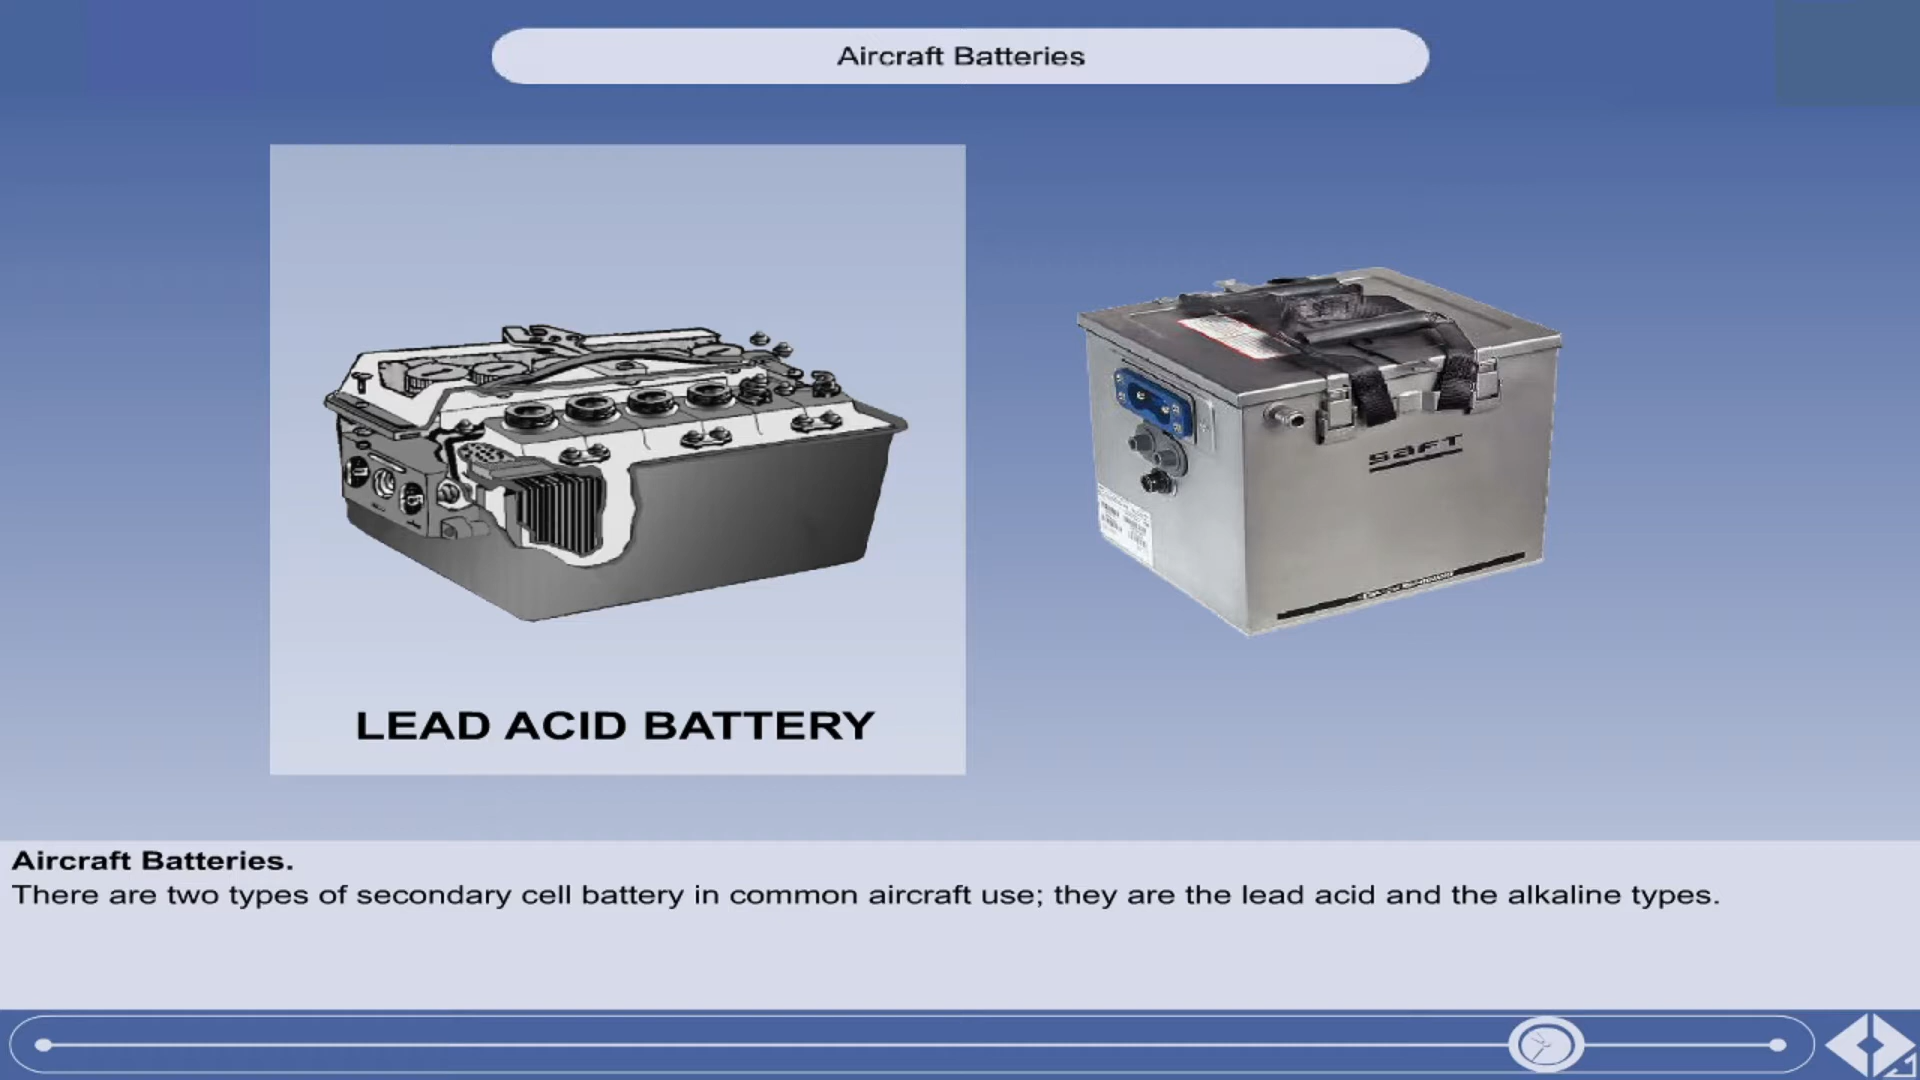 Aircraft Batteries
saft
LEAD ACID BATTERY
Aircraft Batteries.
There are two types of secondary cell battery in common aircraft use; they are the lead acid and the alkaline types.